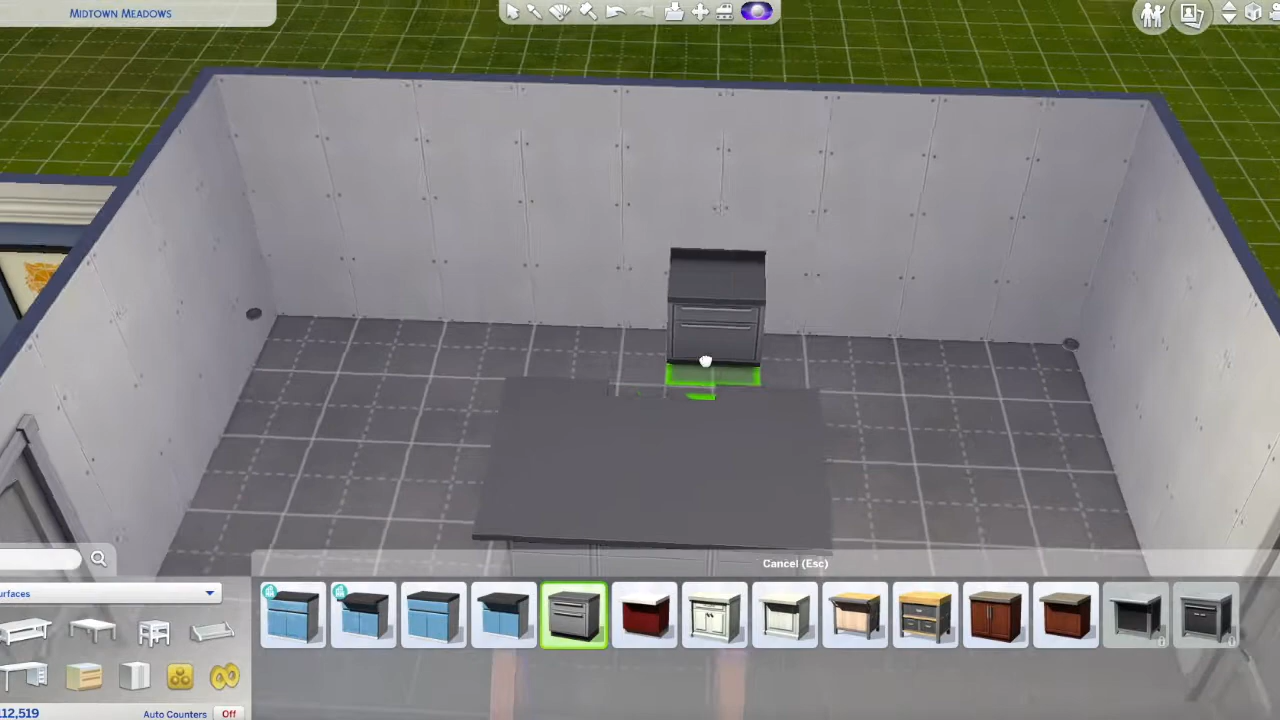 MIDTOWN MEADOWS
Cancel (Esc)
urfaces
12,519
Auto Counters Off